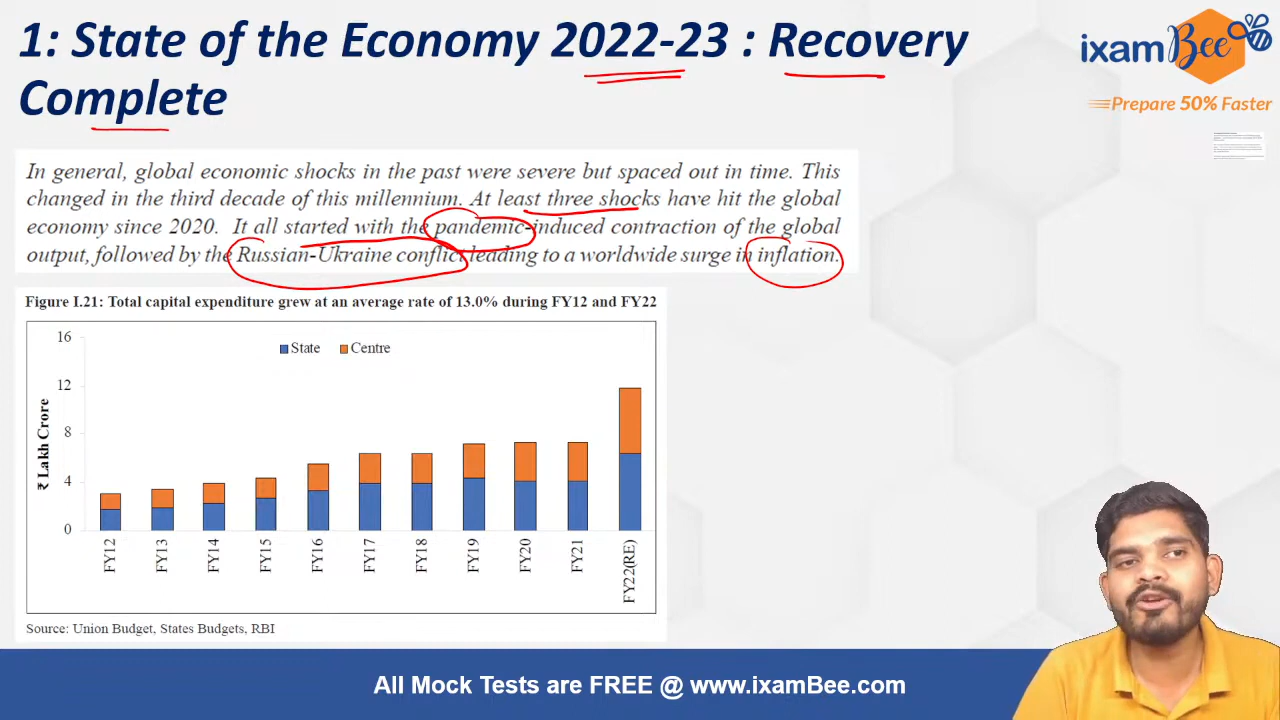 1: State of the Economy 2022-23 : Recovery
Complete
ixamBee
Prepare 50% Faster
In general, global economic shocks in the past were severe but spaced out in time. This
changed in the third decade of this millennium. At least three shocks have hit the global
economy since 2020. It all started with the pandemic-induced contraction of the global
output, followed by the Russian-Ukraine conflict leading to a worldwide surge in inflation.
Figure I.21: Total capital expenditure grew at an average rate of 13.0% during FY12 and FY22
16
12
8
4
0
₹ Lakh Crore
State
Centre
FY12
FY13
FY14
FY15
FY16
FY17
FY18
FY19
FY20
FY21
FY22(RE)
Source: Union Budget, States Budgets, RBI
All Mock Tests are FREE @ www.ixamBee.com